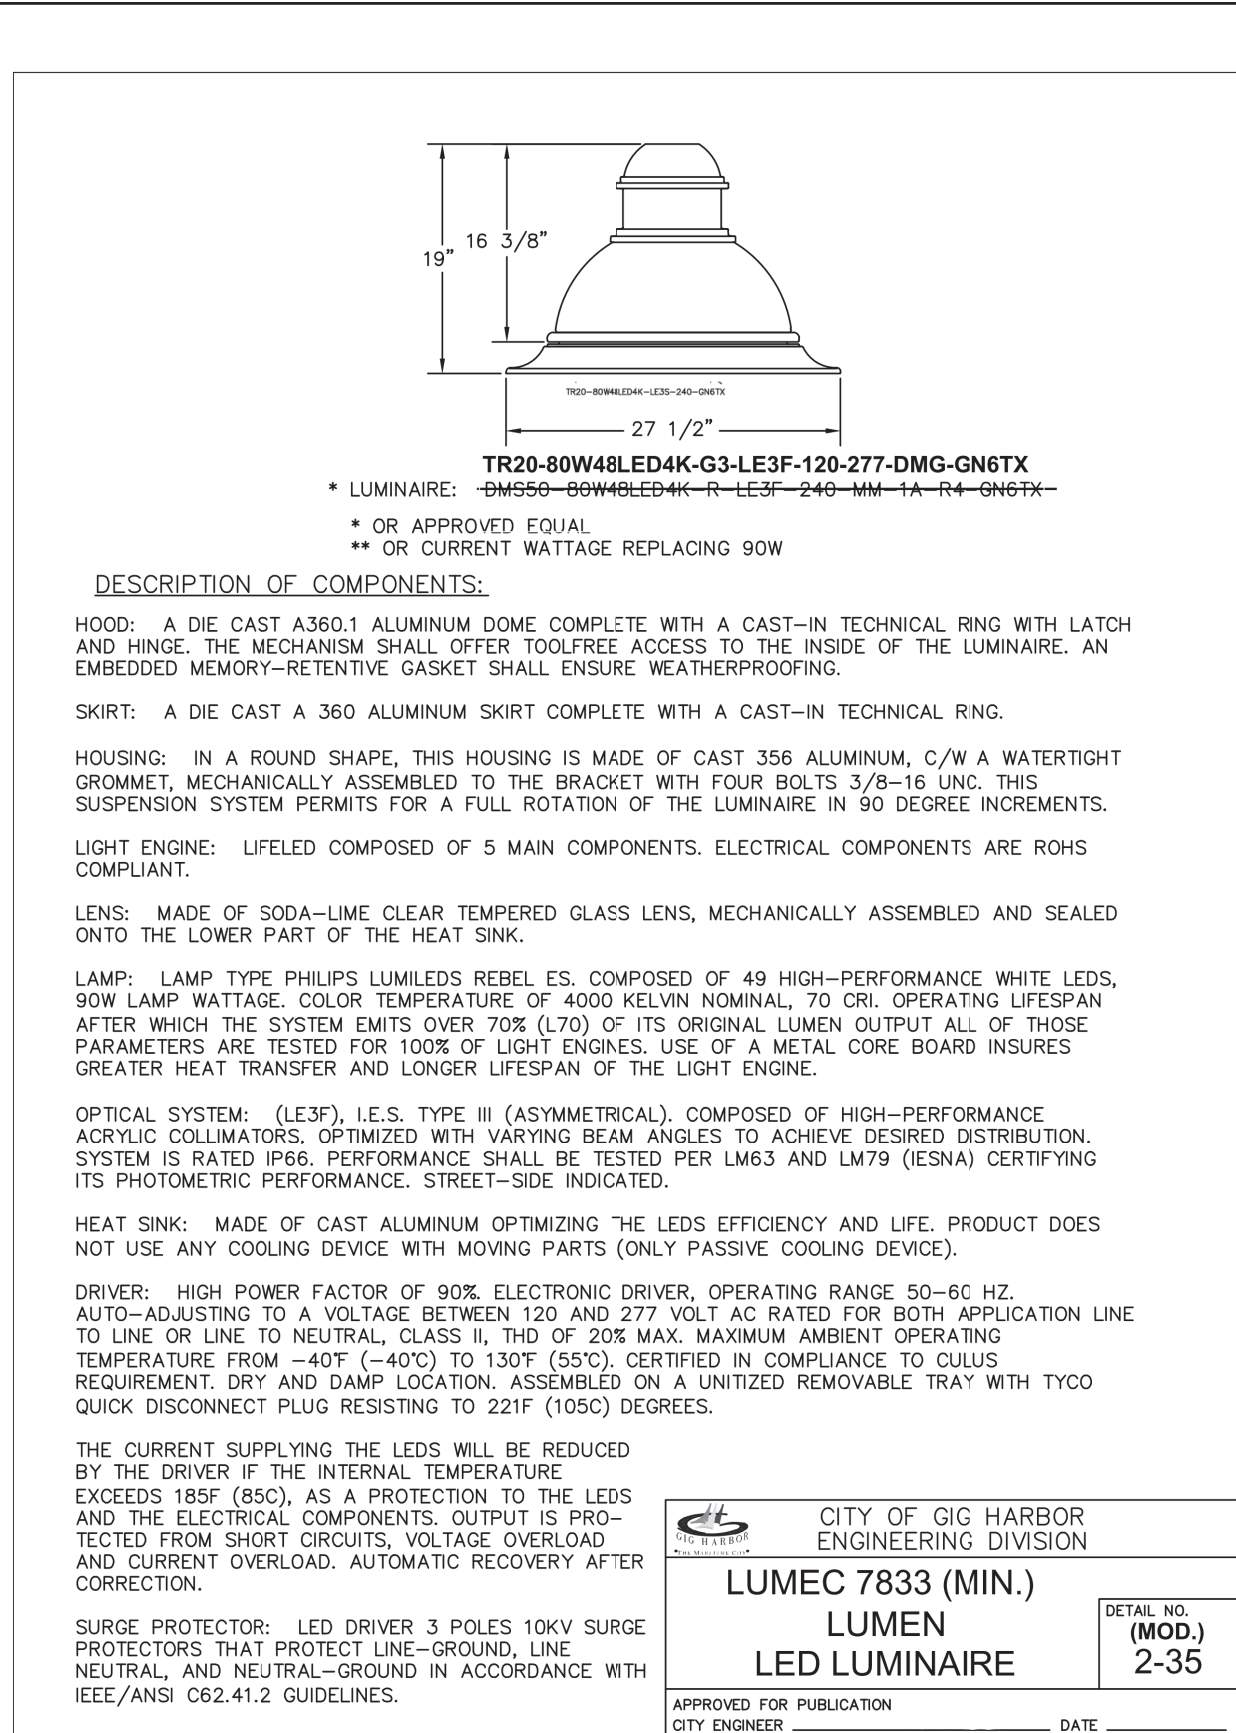 19”
16 3/8”
TR20-80W48LED4K-LE3S-240-GN6TX
27 1/2”
TR20-80W48LED4K-G3-LE3F-120-277-DMG-GN6TX
* LUMINAIRE: DMS50-80W48LED4K-R-LE3F-240-MM-1A-R4-GN6TX
* OR APPROVED EQUAL
** OR CURRENT WATTAGE REPLACING 90W
DESCRIPTION OF COMPONENTS:
HOOD: A DIE CAST A360.1 ALUMINUM DOME COMPLETE WITH A CAST-IN TECHNICAL RING WITH LATCH
AND HINGE. THE MECHANISM SHALL OFFER TOOLFREE ACCESS TO THE INSIDE OF THE LUMINAIRE. AN
EMBEDDED MEMORY-RETENTIVE GASKET SHALL ENSURE WEATHERPROOFING.
SKIRT: A DIE CAST A 360 ALUMINUM SKIRT COMPLETE WITH A CAST-IN TECHNICAL RING.
HOUSING: IN A ROUND SHAPE, THIS HOUSING IS MADE OF CAST 356 ALUMINUM, C/W A WATERTIGHT
GROMMET, MECHANICALLY ASSEMBLED TO THE BRACKET WITH FOUR BOLTS 3/8-16 UNC. THIS
SUSPENSION SYSTEM PERMITS FOR A FULL ROTATION OF THE LUMINAIRE IN 90 DEGREE INCREMENTS.
LIGHT ENGINE: LIFELED COMPOSED OF 5 MAIN COMPONENTS. ELECTRICAL COMPONENTS ARE ROHS
COMPLIANT.
LENS: MADE OF SODA-LIME CLEAR TEMPERED GLASS LENS, MECHANICALLY ASSEMBLED AND SEALED
ONTO THE LOWER PART OF THE HEAT SINK.
LAMP: LAMP TYPE PHILIPS LUMILEDS REBEL ES. COMPOSED OF 49 HIGH-PERFORMANCE WHITE LEDS,
90W LAMP WATTAGE. COLOR TEMPERATURE OF 4000 KELVIN NOMINAL, 70 CRI. OPERATING LIFESPAN
AFTER WHICH THE SYSTEM EMITS OVER 70% (L70) OF ITS ORIGINAL LUMEN OUTPUT ALL OF THOSE
PARAMETERS ARE TESTED FOR 100% OF LIGHT ENGINES. USE OF A METAL CORE BOARD INSURES
GREATER HEAT TRANSFER AND LONGER LIFESPAN OF THE LIGHT ENGINE.
OPTICAL SYSTEM: (LE3F), I.E.S. TYPE III (ASYMMETRICAL). COMPOSED OF HIGH-PERFORMANCE
ACRYLIC COLLIMATORS. OPTIMIZED WITH VARYING BEAM ANGLES TO ACHIEVE DESIRED DISTRIBUTION.
SYSTEM IS RATED IP66. PERFORMANCE SHALL BE TESTED PER LM63 AND LM79 (IESNA) CERTIFYING
ITS PHOTOMETRIC PERFORMANCE. STREET-SIDE INDICATED.
HEAT SINK: MADE OF CAST ALUMINUM OPTIMIZING THE LEDS EFFICIENCY AND LIFE. PRODUCT DOES
NOT USE ANY COOLING DEVICE WITH MOVING PARTS (ONLY PASSIVE COOLING DEVICE).
DRIVER: HIGH POWER FACTOR OF 90%. ELECTRONIC DRIVER, OPERATING RANGE 50-60 HZ.
AUTO-ADJUSTING TO A VOLTAGE BETWEEN 120 AND 277 VOLT AC RATED FOR BOTH APPLICATION LINE
TO LINE OR LINE TO NEUTRAL, CLASS II, THD OF 20% MAX. MAXIMUM AMBIENT OPERATING
TEMPERATURE FROM -40°F (-40°C) TO 130°F (55°C). CERTIFIED IN COMPLIANCE TO CULUS
REQUIREMENT. DRY AND DAMP LOCATION. ASSEMBLED ON A UNITIZED REMOVABLE TRAY WITH TYCO
QUICK DISCONNECT PLUG RESISTING TO 221F (105C) DEGREES.
THE CURRENT SUPPLYING THE LEDS WILL BE REDUCED
BY THE DRIVER IF THE INTERNAL TEMPERATURE
EXCEEDS 185F (85C), AS A PROTECTION TO THE LEDS
AND THE ELECTRICAL COMPONENTS. OUTPUT IS PRO-
TECTED FROM SHORT CIRCUITS, VOLTAGE OVERLOAD
AND CURRENT OVERLOAD. AUTOMATIC RECOVERY AFTER
CORRECTION.
SURGE PROTECTOR: LED DRIVER 3 POLES 10KV SURGE
PROTECTORS THAT PROTECT LINE-GROUND, LINE
NEUTRAL, AND NEUTRAL-GROUND IN ACCORDANCE WITH
IEEE/ANSI C62.41.2 GUIDELINES.
GIG HARBOR
"THE MARITIME CITY"
CITY OF GIG HARBOR
ENGINEERING DIVISION
LUMEC 7833 (MIN.)
LUMEN
LED LUMINAIRE
DETAIL NO.
(MOD.)
2-35
APPROVED FOR PUBLICATION
CITY ENGINEER DATE